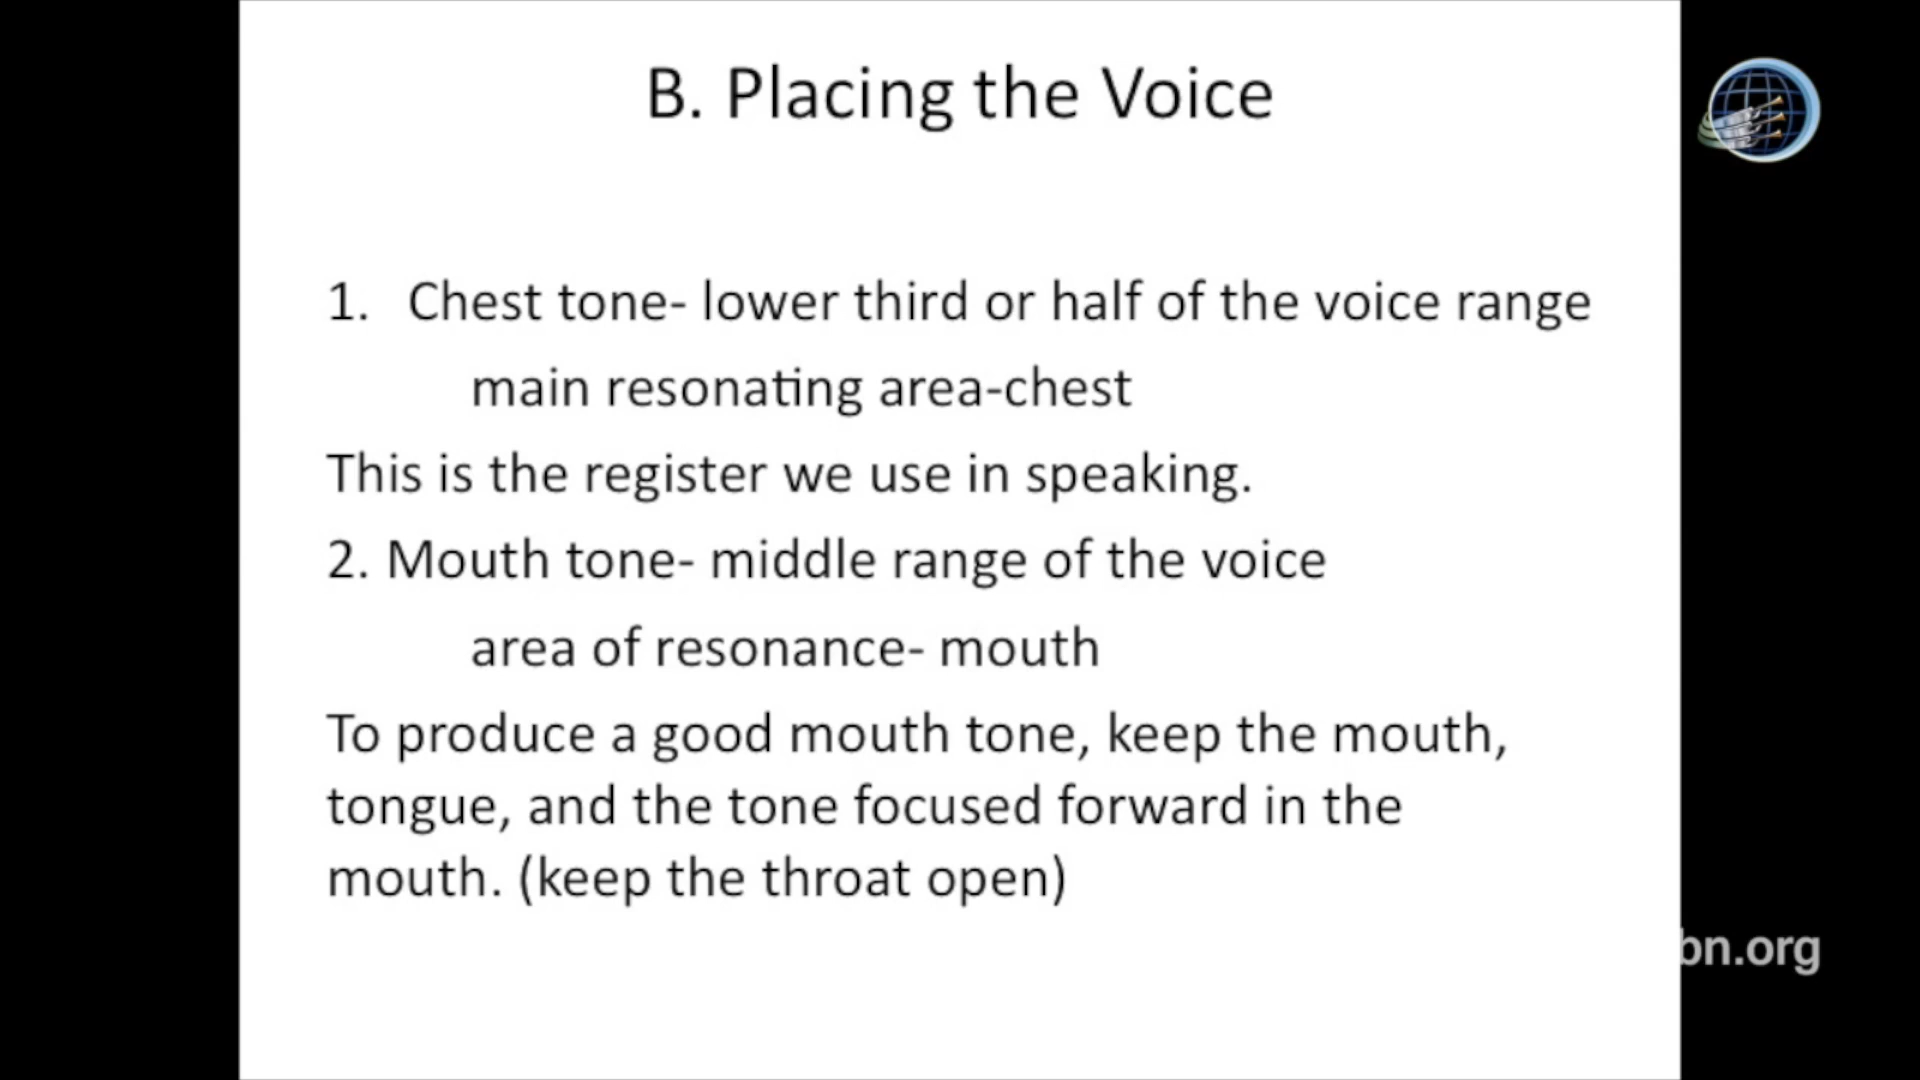 B. Placing the Voice
1. Chest tone- lower third or half of the voice range
main resonating area-chest
This is the register we use in speaking.
2. Mouth tone- middle range of the voice
area of resonance- mouth
To produce a good mouth tone, keep the mouth,
tongue, and the tone focused forward in the
mouth. (keep the throat open)
bn.org